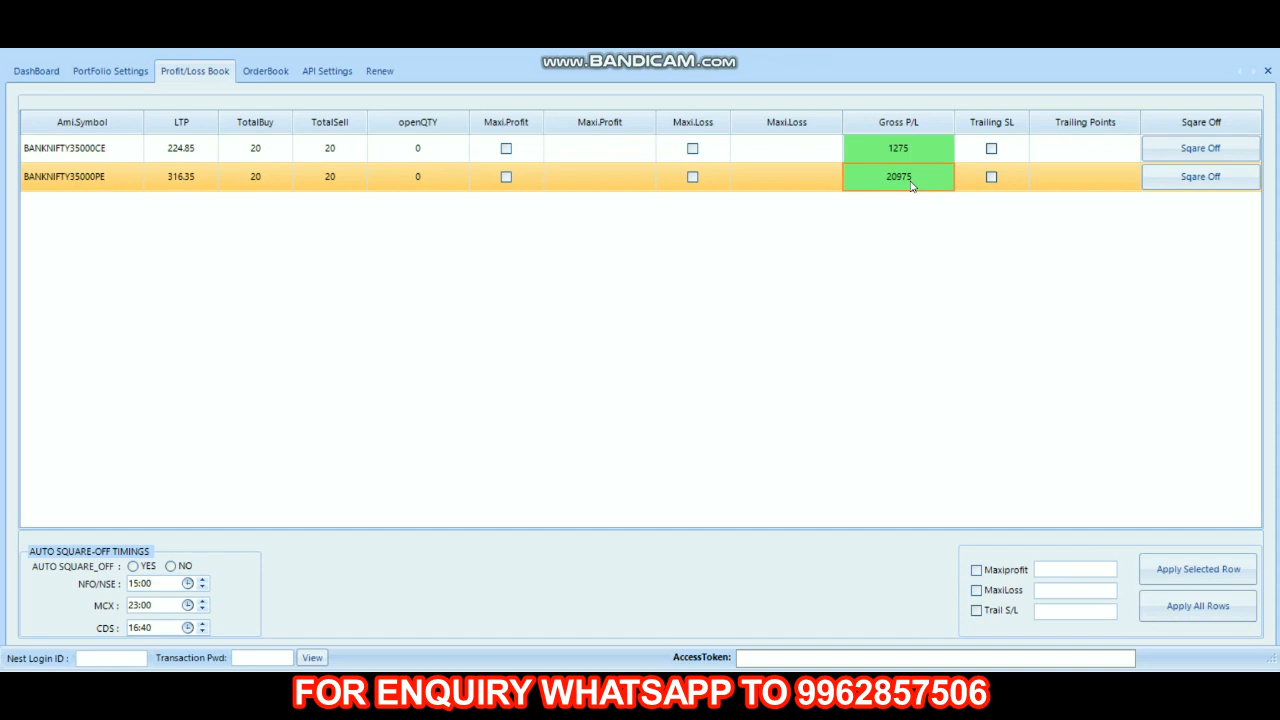 www.BANDICAM.com
DashBoard PortFolio Settings Profit/Loss Book OrderBook API Settings Renew
Ami.Symbol LTP TotalBuy TotalSell openQTY Maxi.Profit Maxi.Profit Maxi.Loss Maxi.Loss Gross P/L Trailing SL Trailing Points Sqare Off
BANKNIFTY35000CE 224.85 20 20 0 1275 Sqare Off
BANKNIFTY35000PE 316.35 20 20 0 20975 Sqare Off
AUTO SQUARE-OFF TIMINGS
AUTO SQUARE_OFF : YES NO
NFO/NSE : 15:00
MCX : 23:00
CDS : 16:40
Maxiprofit
MaxiLoss
Trail S/L
Apply Selected Row
Apply All Rows
Nest Login ID : Transaction Pwd: View AccessToken:
FOR ENQUIRY WHATSAPP TO 9962857506